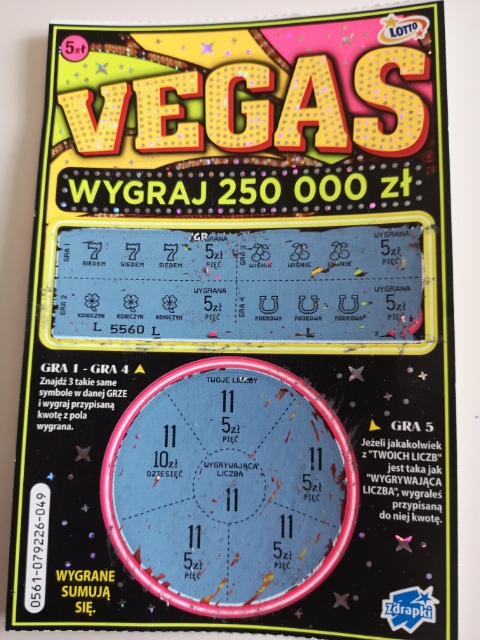 5zł
LOTTO
VEGAS
WYGRAJ 250 000 zł
GRA 1
7 7 7
SIEDEM SIEDEM SIEDEM
WYGRANA
5zł
PIĘĆ
GRA 3
WIŚNIE WIŚNIE WIŚNIE
WYGRANA
5zł
PIĘĆ
GRA 2
KONICZYN KONICZYN KONICZYN
WYGRANA
5zł
PIĘĆ
GRA 4
PODKOWA PODKOWA PODKOWA
WYGRANA
5zł
PIĘĆ
L 5560 L
L
GRA 1 - GRA 4
Znajdź 3 takie same
symbole w danej GRZE
i wygraj przypisaną
kwotę z pola
wygrana.
TWOJE LICZBY
11
5zł
PIĘĆ
11
10zł
DZIESIĘĆ
11
5zł
PIĘĆ
WYGRYWAJĄCA
LICZBA
11
11
5zł
PIĘĆ
11
5zł
PIĘĆ
GRA 5
Jeżeli jakakolwiek
z "TWOICH LICZB"
jest taka jak
"WYGRYWAJĄCA
LICZBA", wygrałeś
przypisaną
do niej kwotę.
0561-079226-049
WYGRANE
SUMUJĄ
SIĘ.
Zdrapki